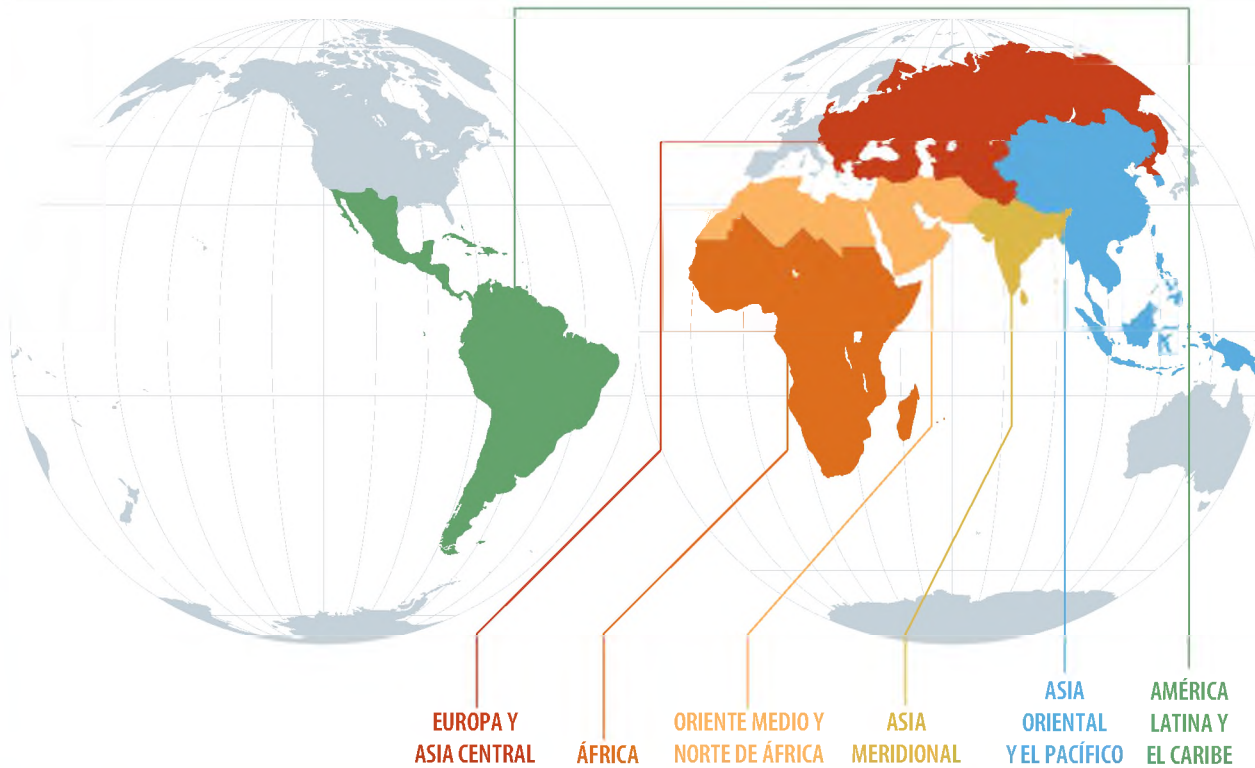 EUROPA Y
ASIA CENTRAL
ÁFRICA
ORIENTE MEDIO Y
NORTE DE ÁFRICA
ASIA
MERIDIONAL
ASIA
ORIENTAL
Y EL PACÍFICO
AMÉRICA
LATINA Y
EL CARIBE